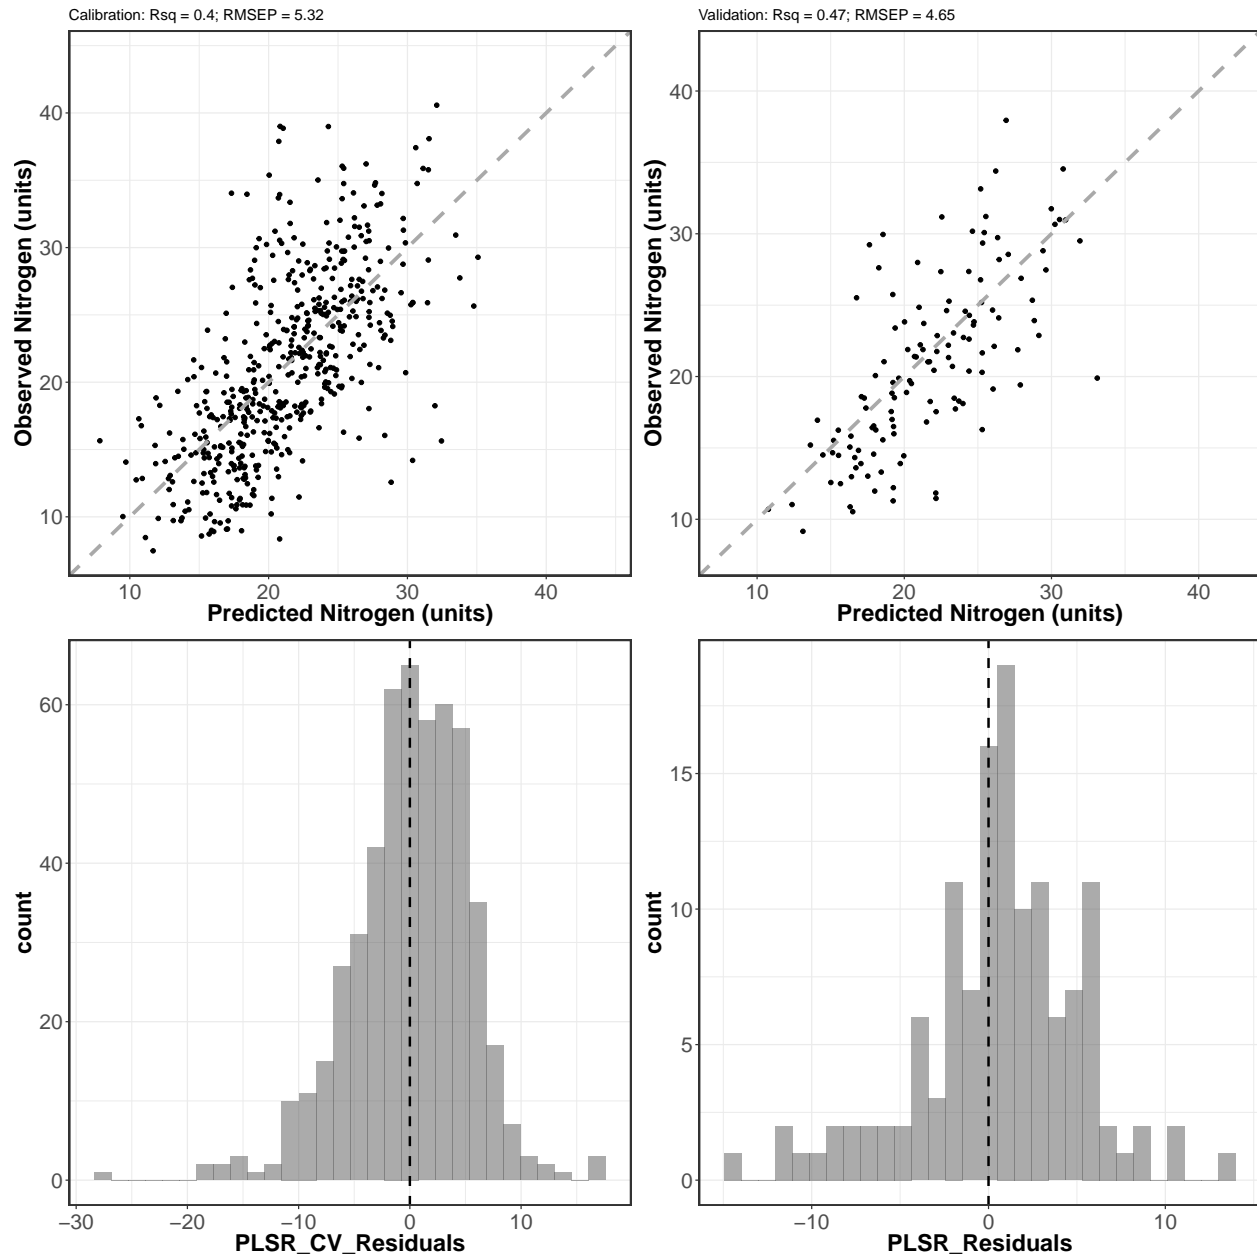 Calibration: Rsq = 0.4; RMSEP = 5.32
Observed Nitrogen (units)
40
30
20
10
10 20 30 40
Predicted Nitrogen (units)
Validation: Rsq = 0.47; RMSEP = 4.65
Observed Nitrogen (units)
40
30
20
10
10 20 30 40
Predicted Nitrogen (units)
count
60
40
20
0
−30 −20 −10 0 10
PLSR_CV_Residuals
count
15
10
5
0
−10 0 10
PLSR_Residuals